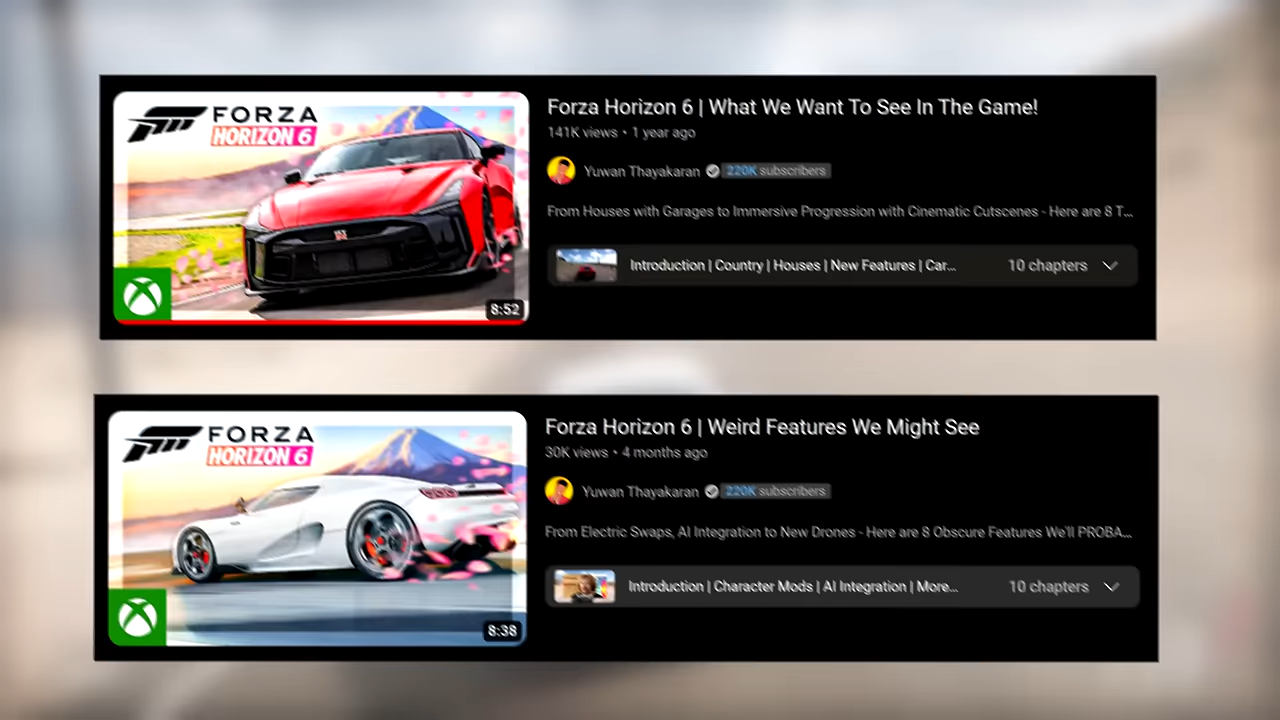 FORZA
HORIZON 6
8:52
Forza Horizon 6 | What We Want To See In The Game!
141K views • 1 year ago
Yuwan Thayakaran 220K subscribers
From Houses with Garages to Immersive Progression with Cinematic Cutscenes - Here are 8 T...
Introduction | Country | Houses | New Features | Car... 10 chapters
FORZA
HORIZON 6
8:38
Forza Horizon 6 | Weird Features We Might See
30K views • 4 months ago
Yuwan Thayakaran 220K subscribers
From Electric Swaps, AI Integration to New Drones - Here are 8 Obscure Features We'll PROBA...
Introduction | Character Mods | AI Integration | More... 10 chapters